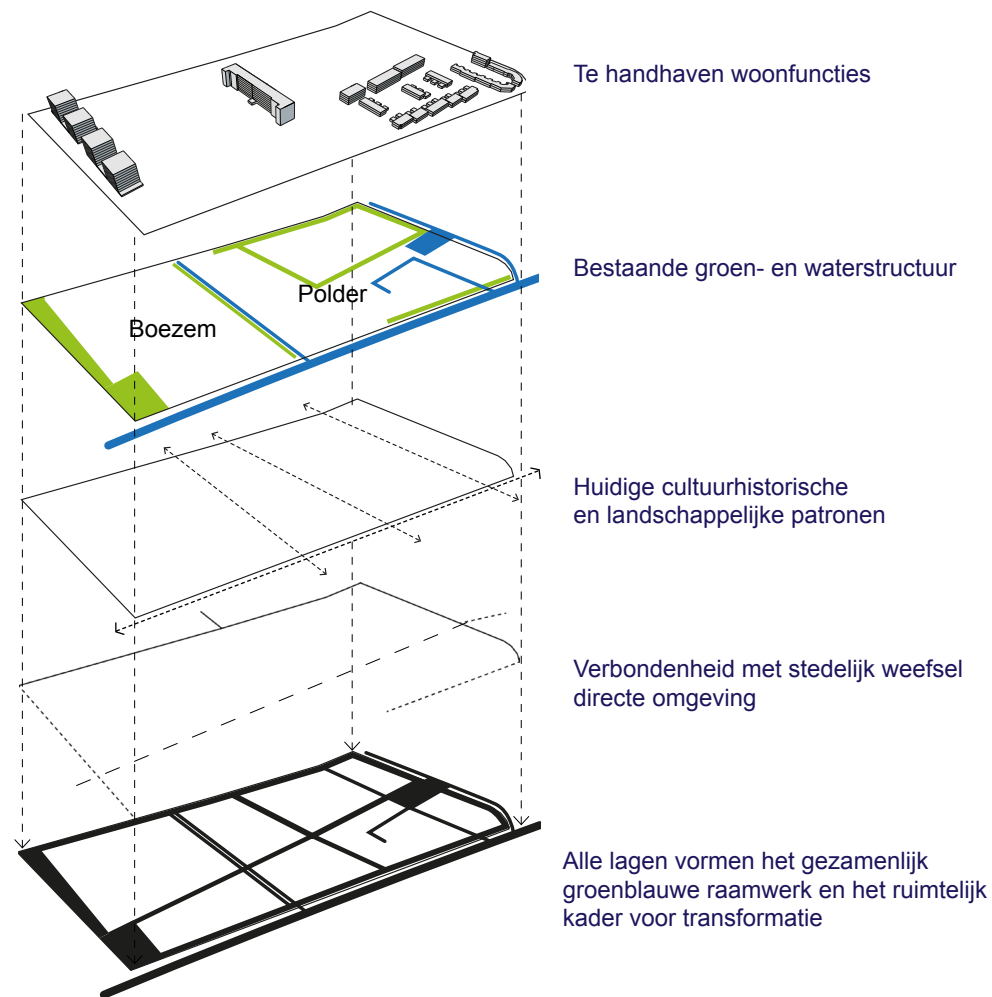 Te handhaven woonfuncties
Bestaande groen- en waterstructuur
Polder
Boezem
Huidige cultuurhistorische
en landschappelijke patronen
Verbondenheid met stedelijk weefsel
directe omgeving
Alle lagen vormen het gezamenlijk
groenblauwe raamwerk en het ruimtelijk
kader voor transformatie